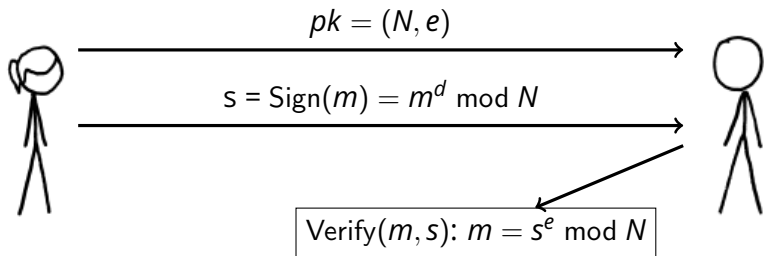 pk = (N, e)
s = Sign(m) = m^d mod N
Verify(m, s): m = s^e mod N